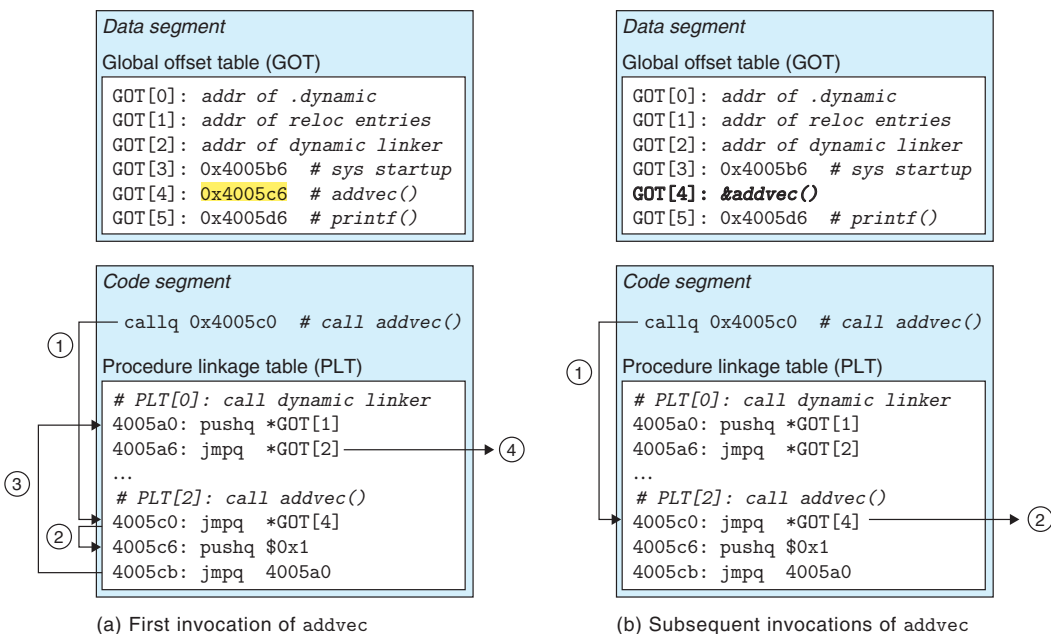 Data segment
Global offset table (GOT)
GOT[0]: addr of .dynamic
GOT[1]: addr of reloc entries
GOT[2]: addr of dynamic linker
GOT[3]: 0x4005b6 # sys startup
GOT[4]: 0x4005c6 # addvec()
GOT[5]: 0x4005d6 # printf()
Code segment
callq 0x4005c0 # call addvec()
1
Procedure linkage table (PLT)
# PLT[0]: call dynamic linker
4005a0: pushq *GOT[1]
4005a6: jmpq *GOT[2]
4
...
3
# PLT[2]: call addvec()
4005c0: jmpq *GOT[4]
2
4005c6: pushq $0x1
4005cb: jmpq 4005a0
(a) First invocation of addvec
Data segment
Global offset table (GOT)
GOT[0]: addr of .dynamic
GOT[1]: addr of reloc entries
GOT[2]: addr of dynamic linker
GOT[3]: 0x4005b6 # sys startup
GOT[4]: &addvec()
GOT[5]: 0x4005d6 # printf()
Code segment
callq 0x4005c0 # call addvec()
1
Procedure linkage table (PLT)
# PLT[0]: call dynamic linker
4005a0: pushq *GOT[1]
4005a6: jmpq *GOT[2]
...
# PLT[2]: call addvec()
4005c0: jmpq *GOT[4]
2
4005c6: pushq $0x1
4005cb: jmpq 4005a0
(b) Subsequent invocations of addvec